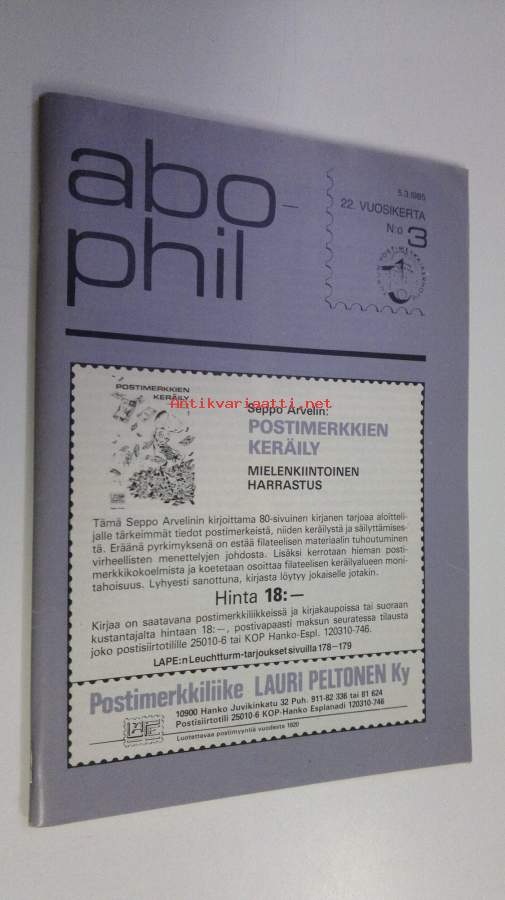 abo-
phil
5.3.1985
22. VUOSIKERTA
N:o 3
Antikvariaatti.net
POSTIMERKKIEN
KERÄILY
Seppo Arvelin:
POSTIMERKKIEN
KERÄILY
MIELENKIINTOINEN
HARRASTUS
Tämä Seppo Arvelinin kirjoittama 80-sivuinen kirjanen tarjoaa aloitteli-
jalle tärkeimmät tiedot postimerkeistä, niiden keräilystä ja säilyttämises-
tä. Eräänä pyrkimyksenä on estää filateelisen materiaalin tuhoutuminen
virheellisten menettelyjen johdosta. Lisäksi kerrotaan hieman posti-
merkkikokoelmista ja koetetaan osoittaa filateelisen keräilyalueen moni-
tahoisuus. Lyhyesti sanottuna, kirjasta löytyy jokaiselle jotakin.
Hinta 18:—
Kirjaa on saatavana postimerkkiliikkeissä ja kirjakaupoissa tai suoraan
kustantajalta hintaan 18:—, postivapaasti maksun seuratessa tilausta
joko postisiirtotilille 25010-6 tai KOP Hanko-Espl. 120310-746.
LAPE:n Leuchtturm-tarjoukset sivuilla 178–179
Postimerkkiliike LAURI PELTONEN Ky
10900 Hanko Juvikinkatu 32 Puh. 911-82 336 tai 81 624
Postisiirtotili 25010-6 KOP-Hanko Esplanadi 120310-746
Luotettavaa postimyyntiä vuodesta 1920